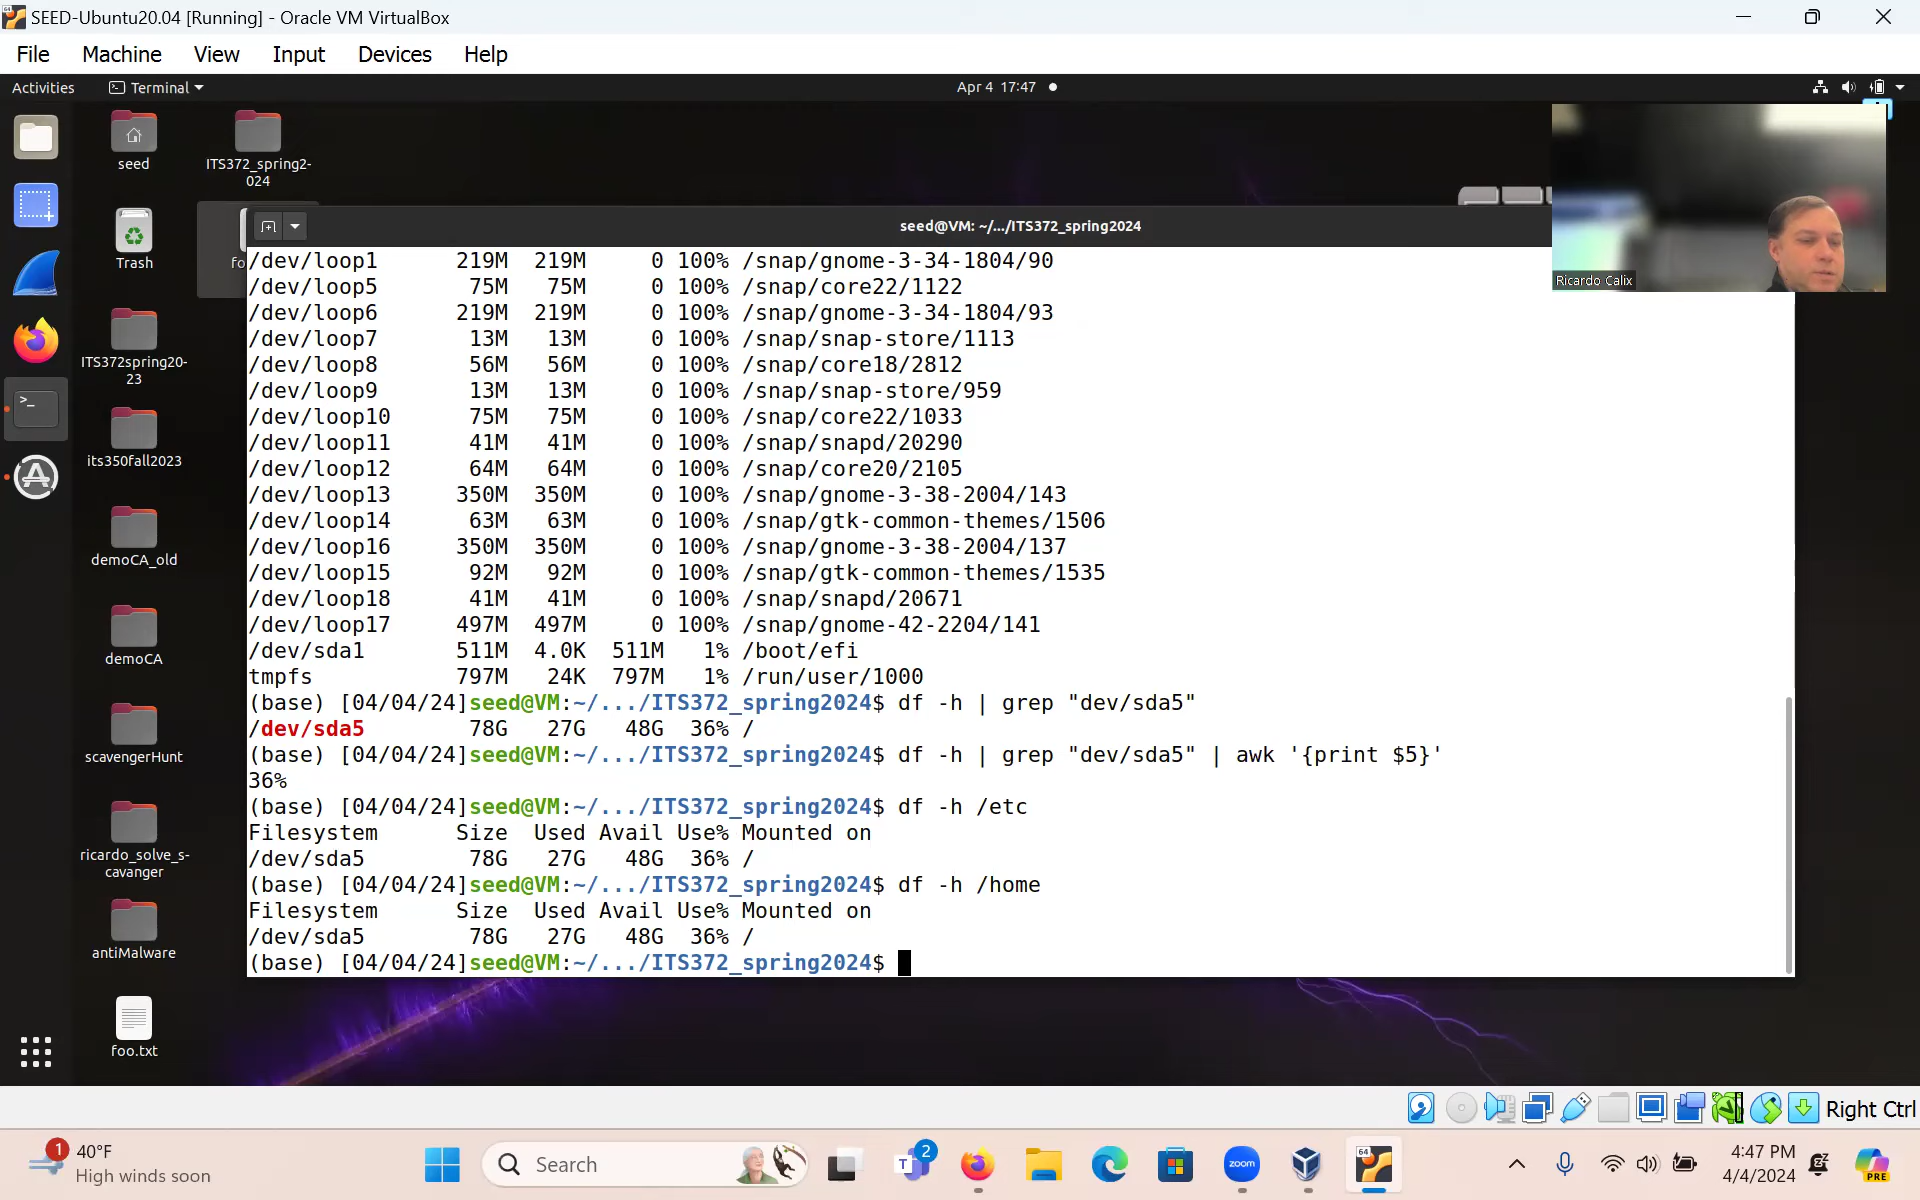 SEED-Ubuntu20.04 [Running] - Oracle VM VirtualBox
File Machine View Input Devices Help
Activities Terminal Apr 4 17:47
seed
ITS372_spring2-
024
Trash
fo
ITS372spring20-
23
its350fall2023
demoCA_old
demoCA
scavengerHunt
ricardo_solve_s-
cavanger
antiMalware
foo.txt
Ricardo Calix
seed@VM: ~/.../ITS372_spring2024
/dev/loop1 219M 219M 0 100% /snap/gnome-3-34-1804/90
/dev/loop5 75M 75M 0 100% /snap/core22/1122
/dev/loop6 219M 219M 0 100% /snap/gnome-3-34-1804/93
/dev/loop7 13M 13M 0 100% /snap/snap-store/1113
/dev/loop8 56M 56M 0 100% /snap/core18/2812
/dev/loop9 13M 13M 0 100% /snap/snap-store/959
/dev/loop10 75M 75M 0 100% /snap/core22/1033
/dev/loop11 41M 41M 0 100% /snap/snapd/20290
/dev/loop12 64M 64M 0 100% /snap/core20/2105
/dev/loop13 350M 350M 0 100% /snap/gnome-3-38-2004/143
/dev/loop14 63M 63M 0 100% /snap/gtk-common-themes/1506
/dev/loop16 350M 350M 0 100% /snap/gnome-3-38-2004/137
/dev/loop15 92M 92M 0 100% /snap/gtk-common-themes/1535
/dev/loop18 41M 41M 0 100% /snap/snapd/20671
/dev/loop17 497M 497M 0 100% /snap/gnome-42-2204/141
/dev/sda1 511M 4.0K 511M 1% /boot/efi
tmpfs 797M 24K 797M 1% /run/user/1000
(base) [04/04/24]seed@VM:~/.../ITS372_spring2024$ df -h | grep "dev/sda5"
/dev/sda5 78G 27G 48G 36% /
(base) [04/04/24]seed@VM:~/.../ITS372_spring2024$ df -h | grep "dev/sda5" | awk '{print $5}'
36%
(base) [04/04/24]seed@VM:~/.../ITS372_spring2024$ df -h /etc
Filesystem Size Used Avail Use% Mounted on
/dev/sda5 78G 27G 48G 36% /
(base) [04/04/24]seed@VM:~/.../ITS372_spring2024$ df -h /home
Filesystem Size Used Avail Use% Mounted on
/dev/sda5 78G 27G 48G 36% /
(base) [04/04/24]seed@VM:~/.../ITS372_spring2024$
Right Ctrl
1
40°F
High winds soon
Search
2
zoom
64
4:47 PM
4/4/2024
PRE